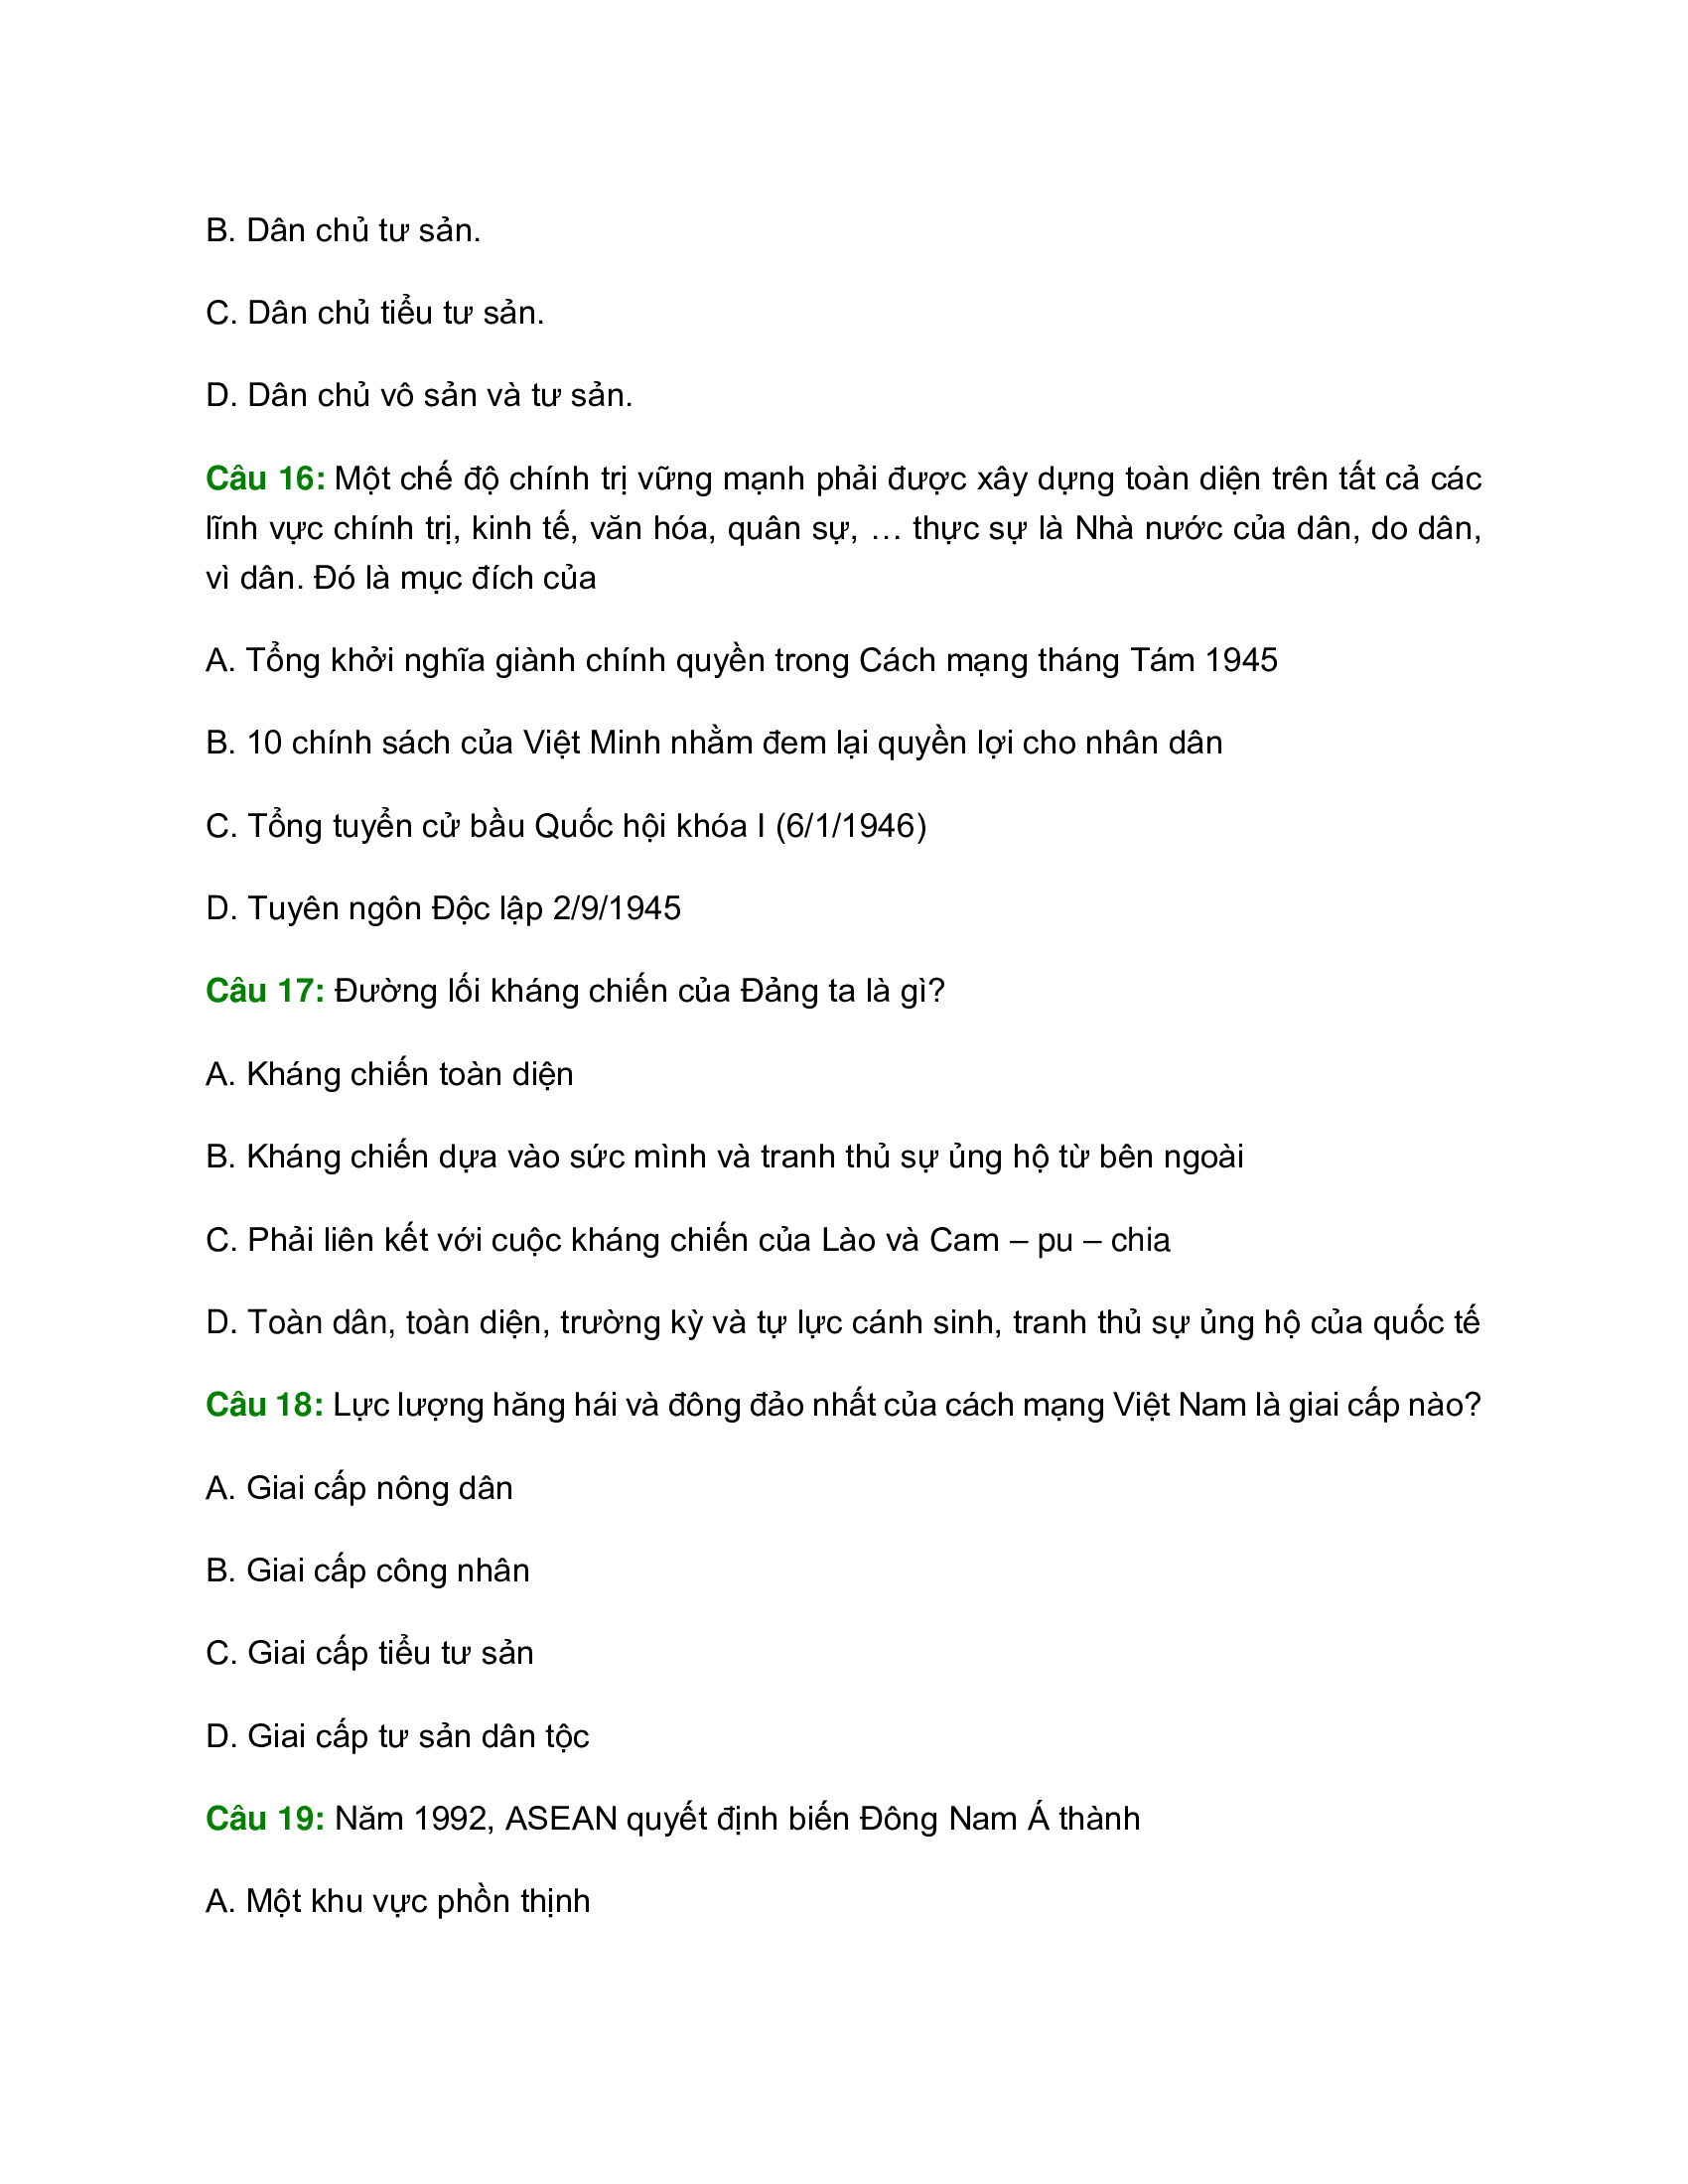 B. Dân chủ tư sản.
C. Dân chủ tiểu tư sản.
D. Dân chủ vô sản và tư sản.
Câu 16: Một chế độ chính trị vững mạnh phải được xây dựng toàn diện trên tất cả các
lĩnh vực chính trị, kinh tế, văn hóa, quân sự, … thực sự là Nhà nước của dân, do dân,
vì dân. Đó là mục đích của
A. Tổng khởi nghĩa giành chính quyền trong Cách mạng tháng Tám 1945
B. 10 chính sách của Việt Minh nhằm đem lại quyền lợi cho nhân dân
C. Tổng tuyển cử bầu Quốc hội khóa I (6/1/1946)
D. Tuyên ngôn Độc lập 2/9/1945
Câu 17: Đường lối kháng chiến của Đảng ta là gì?
A. Kháng chiến toàn diện
B. Kháng chiến dựa vào sức mình và tranh thủ sự ủng hộ từ bên ngoài
C. Phải liên kết với cuộc kháng chiến của Lào và Cam – pu – chia
D. Toàn dân, toàn diện, trường kỳ và tự lực cánh sinh, tranh thủ sự ủng hộ của quốc tế
Câu 18: Lực lượng hăng hái và đông đảo nhất của cách mạng Việt Nam là giai cấp nào?
A. Giai cấp nông dân
B. Giai cấp công nhân
C. Giai cấp tiểu tư sản
D. Giai cấp tư sản dân tộc
Câu 19: Năm 1992, ASEAN quyết định biến Đông Nam Á thành
A. Một khu vực phồn thịnh